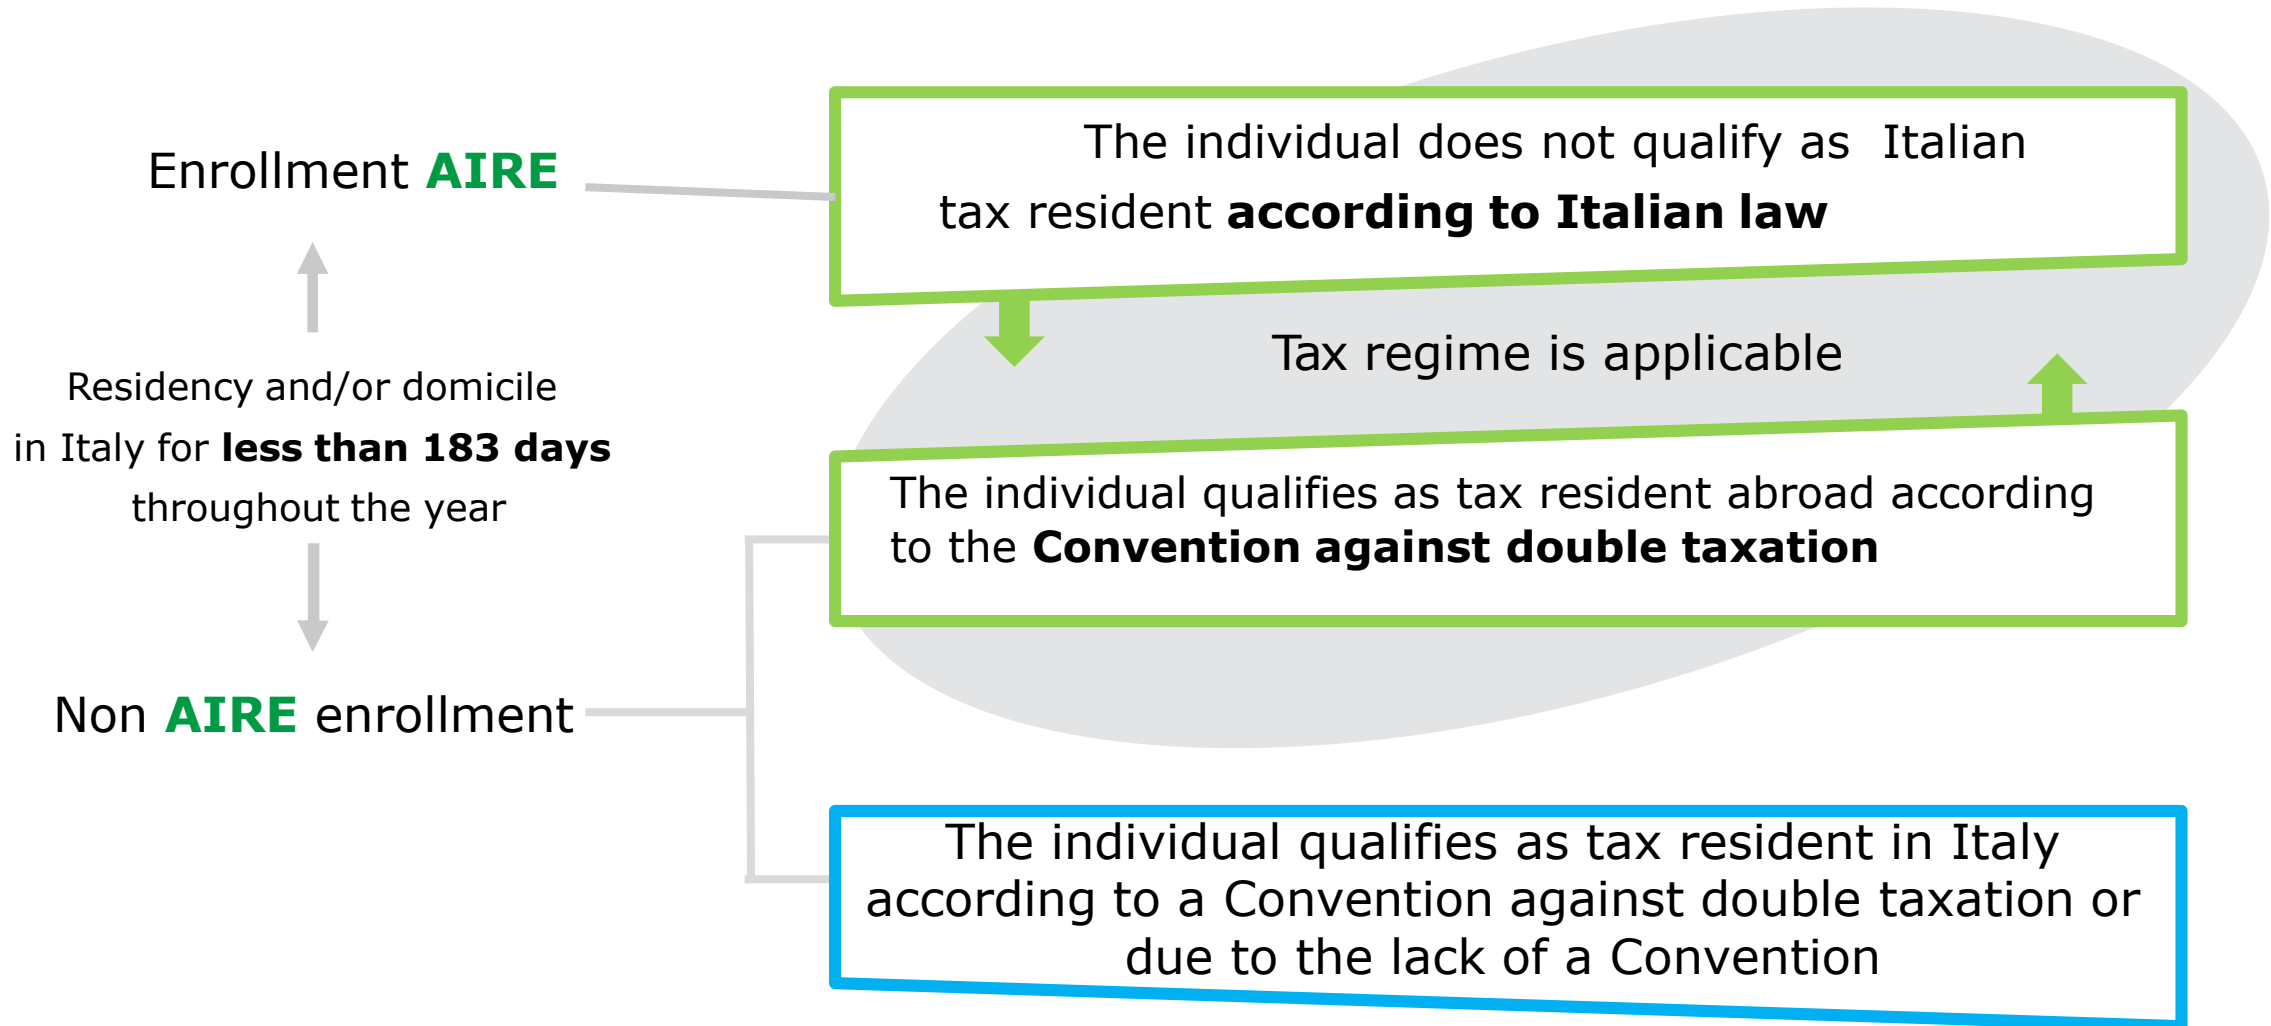 Enrollment AIRE
The individual does not qualify as Italian
tax resident according to Italian law
Tax regime is applicable
Residency and/or domicile
in Italy for less than 183 days
throughout the year
The individual qualifies as tax resident abroad according
to the Convention against double taxation
Non AIRE enrollment
The individual qualifies as tax resident in Italy
according to a Convention against double taxation or
due to the lack of a Convention